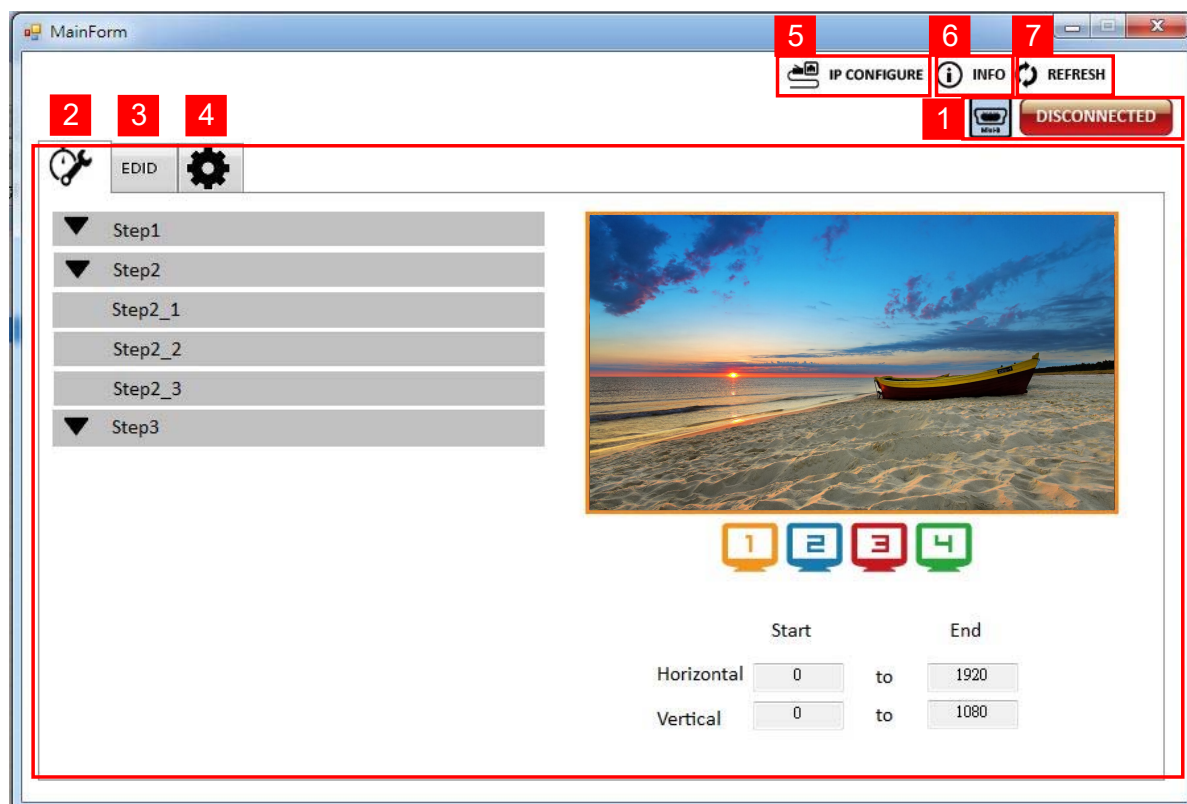 MainForm
5 6 7
IP CONFIGURE INFO REFRESH
1 DISCONNECTED
2 3 4
EDID
Step1
Step2
Step2_1
Step2_2
Step2_3
Step3
1 2 3 4
Start End
Horizontal 0 to 1920
Vertical 0 to 1080